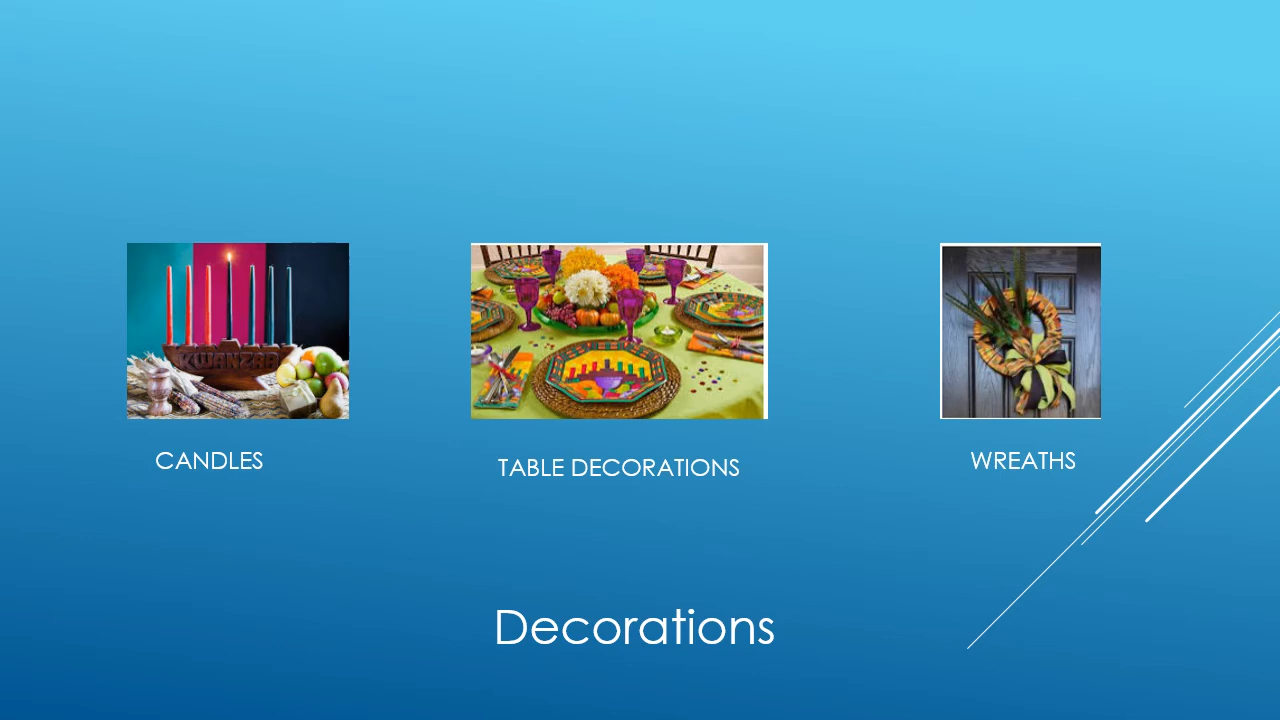 KWANZAA
CANDLES
TABLE DECORATIONS
WREATHS
Decorations